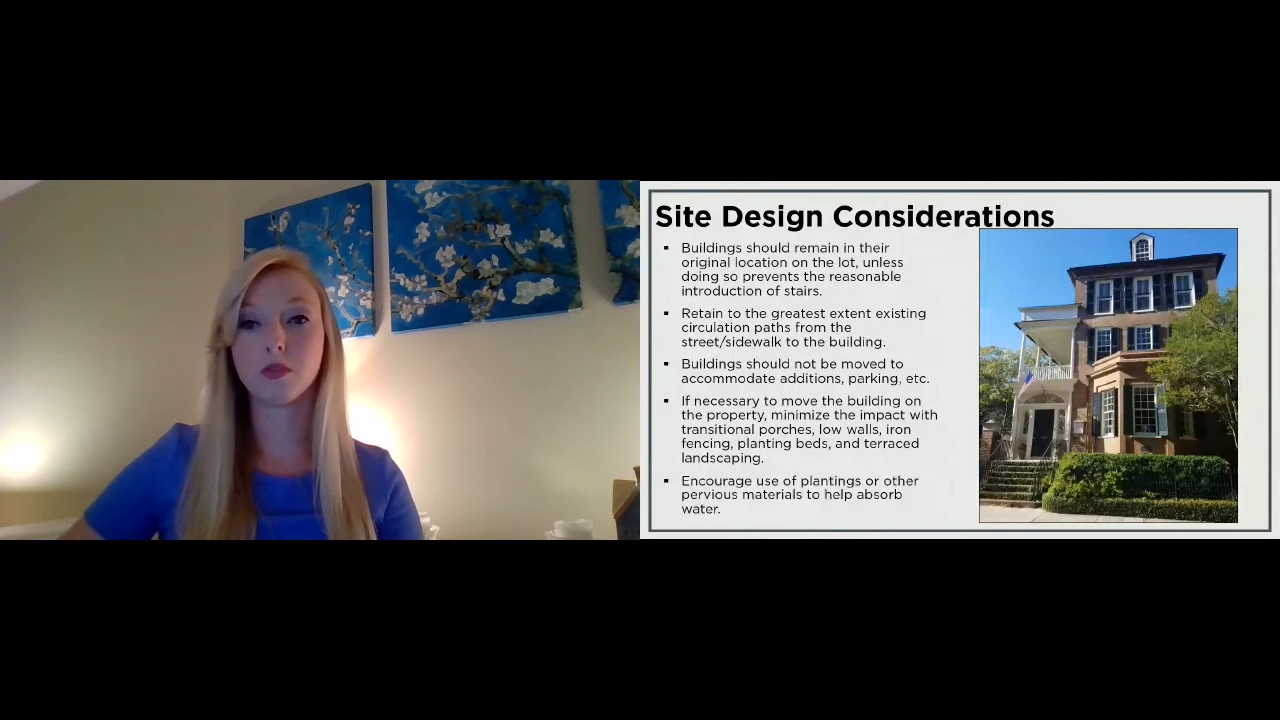 Site Design Considerations
▪ Buildings should remain in their
original location on the lot, unless
doing so prevents the reasonable
introduction of stairs.
▪ Retain to the greatest extent existing
circulation paths from the
street/sidewalk to the building.
▪ Buildings should not be moved to
accommodate additions, parking, etc.
▪ If necessary to move the building on
the property, minimize the impact with
transitional porches, low walls, iron
fencing, planting beds, and terraced
landscaping.
▪ Encourage use of plantings or other
pervious materials to help absorb
water.